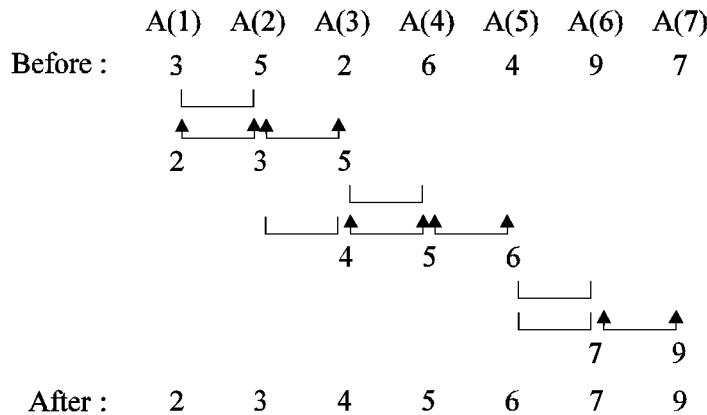 A(1) A(2) A(3) A(4) A(5) A(6) A(7)
Before : 3 5 2 6 4 9 7
2 3 5
4 5 6
7 9
After : 2 3 4 5 6 7 9